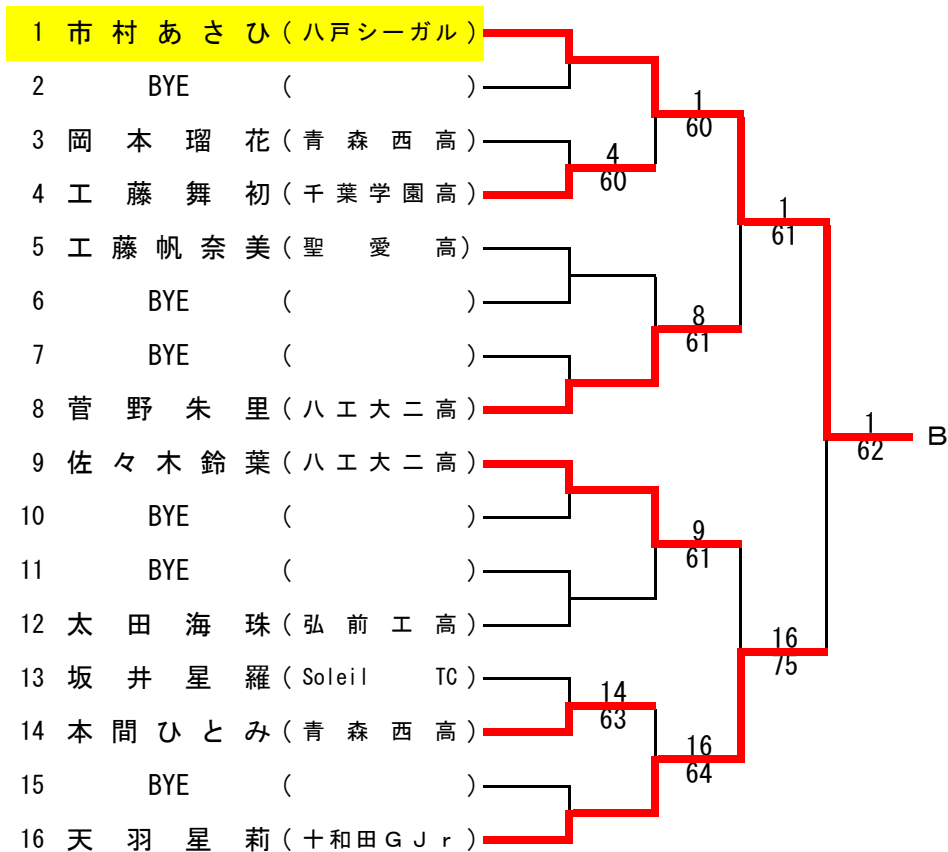 1 市村あさひ (八戸シーガル)
2 BYE ( )
3 岡本瑠花 (青森西高)
4 工藤舞初 (千葉学園高)
5 工藤帆奈美 (聖愛高)
6 BYE ( )
7 BYE ( )
8 菅野朱里 (八工大二高)
9 佐々木鈴葉 (八工大二高)
10 BYE ( )
11 BYE ( )
12 太田海珠 (弘前工高)
13 坂井星羅 (Soleil TC)
14 本間ひとみ (青森西高)
15 BYE ( )
16 天羽星莉 (十和田GJr)
4
60
14
63
1
60
8
61
9
61
16
64
1
61
16
75
1
62
B